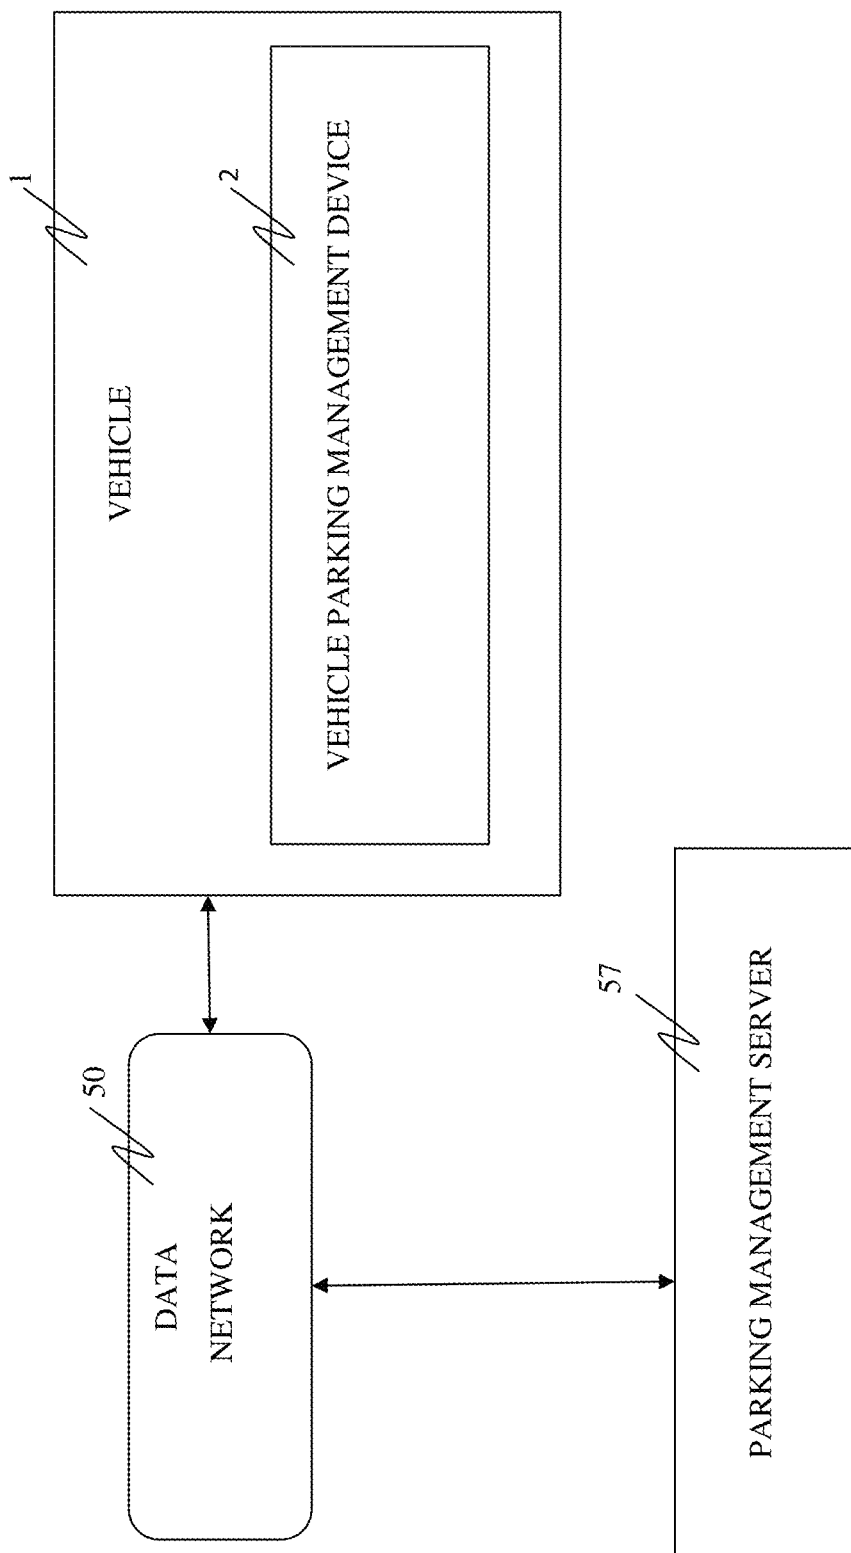 50
DATA
NETWORK
1
VEHICLE
2
VEHICLE PARKING MANAGEMENT DEVICE
57
PARKING MANAGEMENT SERVER